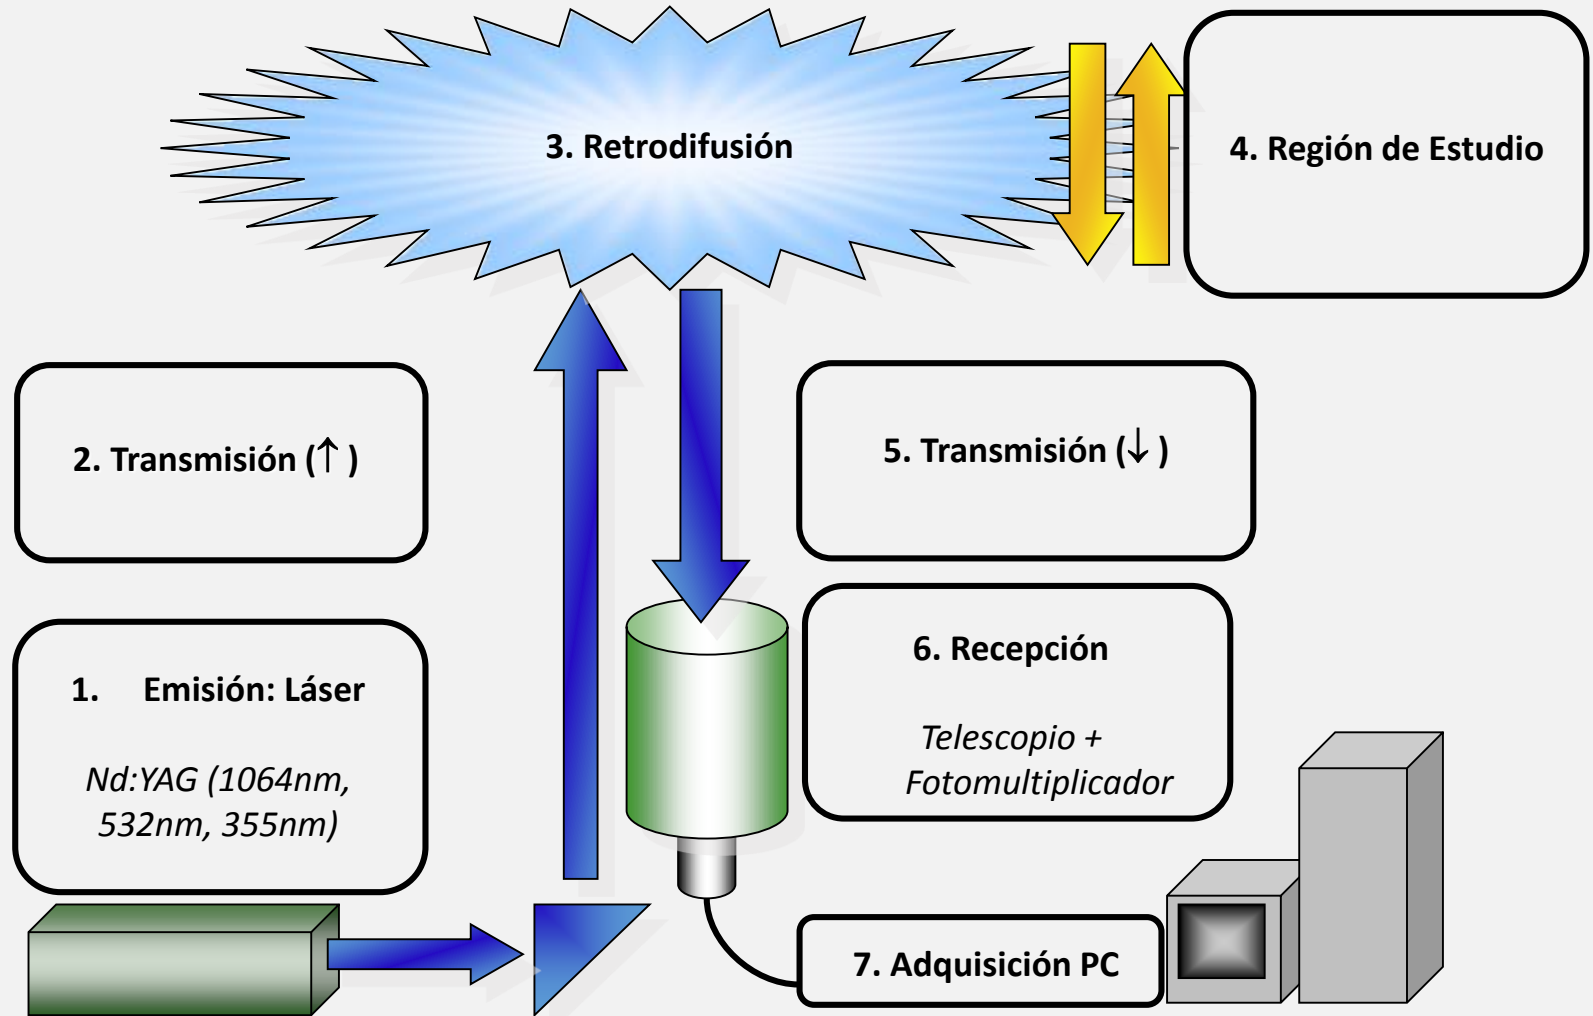 3. Retrodifusión
4. Región de Estudio
2. Transmisión (↑ )
5. Transmisión (↓ )
1. Emisión: Láser
Nd:YAG (1064nm,
532nm, 355nm)
6. Recepción
Telescopio +
Fotomultiplicador
7. Adquisición PC